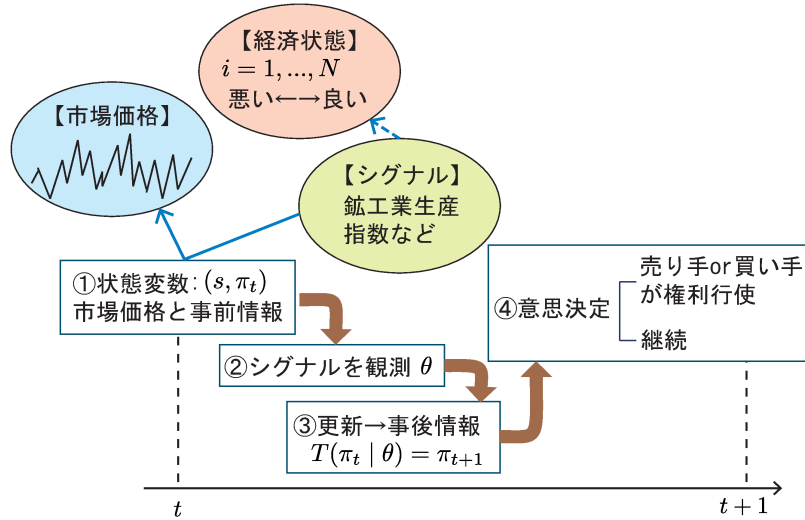 【経済状態】
i = 1, ..., N
悪い←→良い
【市場価格】
【シグナル】
鉱工業生産
指数など
①状態変数: (s, π_t)
市場価格と事前情報
②シグナルを観測 θ
③更新→事後情報
T(π_t | θ) = π_{t+1}
④意思決定
売り手or買い手
が権利行使
継続
t
t + 1